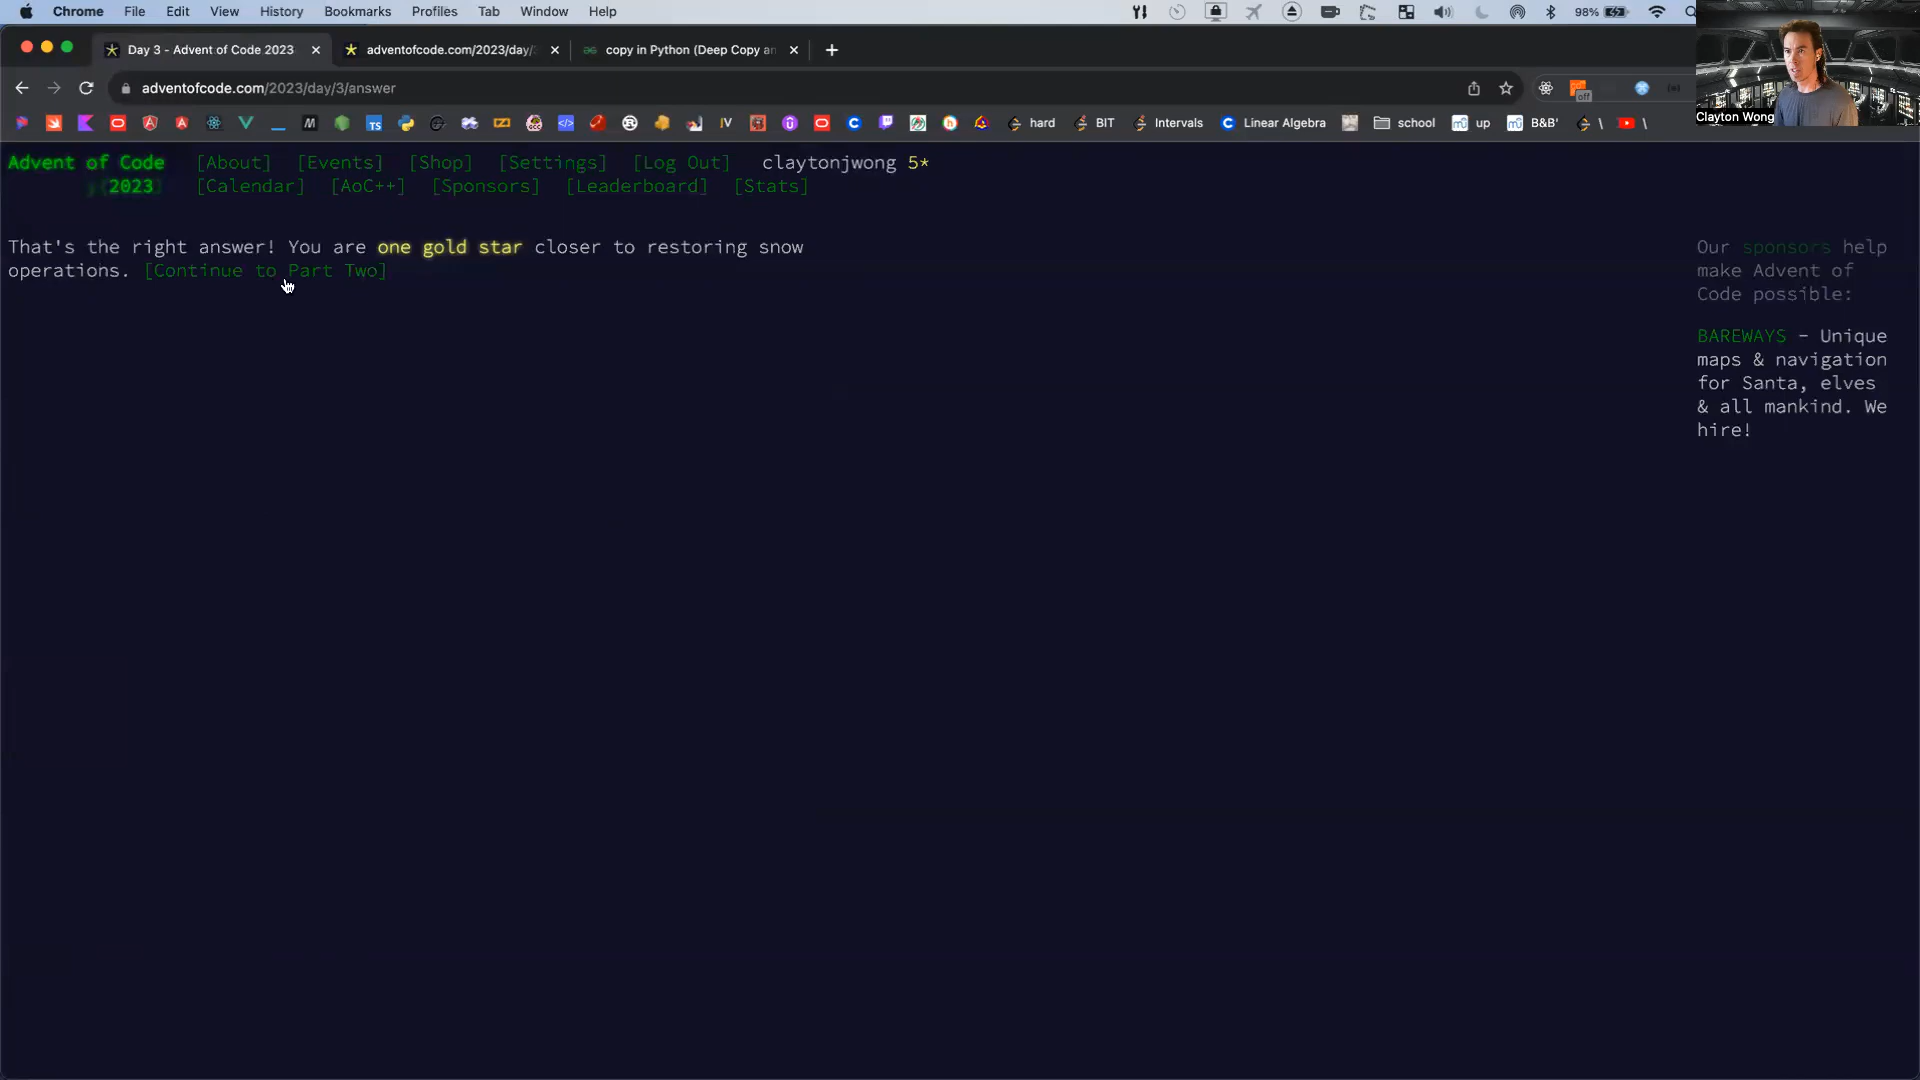 Chrome File Edit View History Bookmarks Profiles Tab Window Help 98%
Day 3 - Advent of Code 2023 adventofcode.com/2023/day/ copy in Python (Deep Copy an
adventofcode.com/2023/day/3/answer
off
Clayton Wong
IV hard BIT Intervals Linear Algebra school up B&B' \ \
Advent of Code [About] [Events] [Shop] [Settings] [Log Out] claytonjwong 5*
2023 [Calendar] [AoC++] [Sponsors] [Leaderboard] [Stats]
That's the right answer! You are one gold star closer to restoring snow
operations. [Continue to Part Two]
Our sponsors help
make Advent of
Code possible:
BAREWAYS - Unique
maps & navigation
for Santa, elves
& all mankind. We
hire!